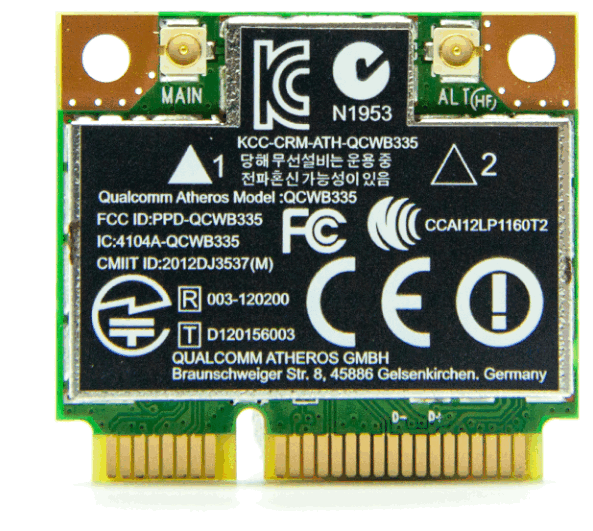 MAIN
N1953
ALT(HF)
KCC-CRM-ATH-QCWB335
당해 무선설비는 운용 중
전파혼신 가능성이 있음
1
2
Qualcomm Atheros Model :QCWB335
FCC ID:PPD-QCWB335
IC:4104A-QCWB335
CMIIT ID:2012DJ3537(M)
FC
CCAI12LP1160T2
R 003-120200
CE
T D120156003
QUALCOMM ATHEROS GMBH
Braunschweiger Str. 8, 45886 Gelsenkirchen. Germany
D- D+